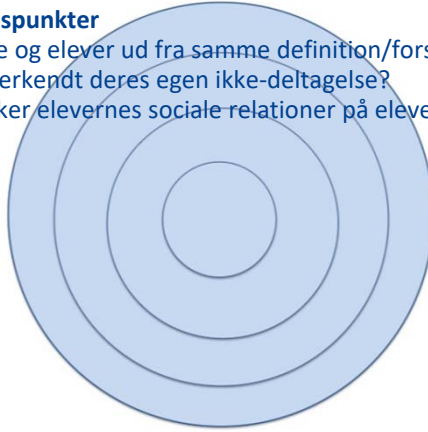 spunkter
e og elever ud fra samme definition/fors
erkendt deres egen ikke-deltagelse?
ker elevernes sociale relationer på eleve